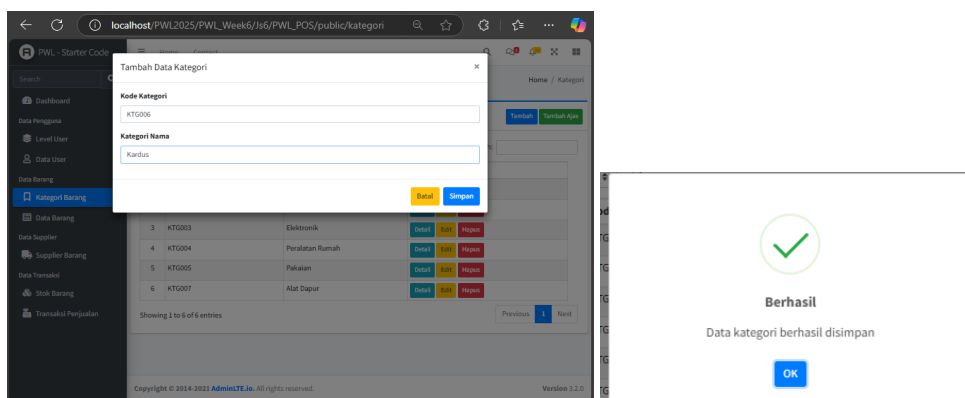 localhost/PWL2025/PWL_Week6/Js6/PWL_POS/public/kategori
PWL - Starter Code
Home Contact
Search
Home / Kategori
Tambah Data Kategori ×
Kode Kategori
KTG006
Kategori Nama
Kardus
Batal Simpan
Tambah Tambah Ajax
Dashboard
Data Pengguna
Level User
Data User
Data Barang
Kategori Barang
Data Barang
Data Supplier
Supplier Barang
Data Transaksi
Stok Barang
Transaksi Penjualan
3 KTG003 Elektronik Detail Edit Hapus
4 KTG004 Peralatan Rumah Detail Edit Hapus
5 KTG005 Pakaian Detail Edit Hapus
6 KTG007 Alat Dapur Detail Edit Hapus
Showing 1 to 6 of 6 entries
Previous 1 Next
Copyright © 2014-2021 AdminLTE.io. All rights reserved.
Version 3.2.0
Berhasil
Data kategori berhasil disimpan
OK